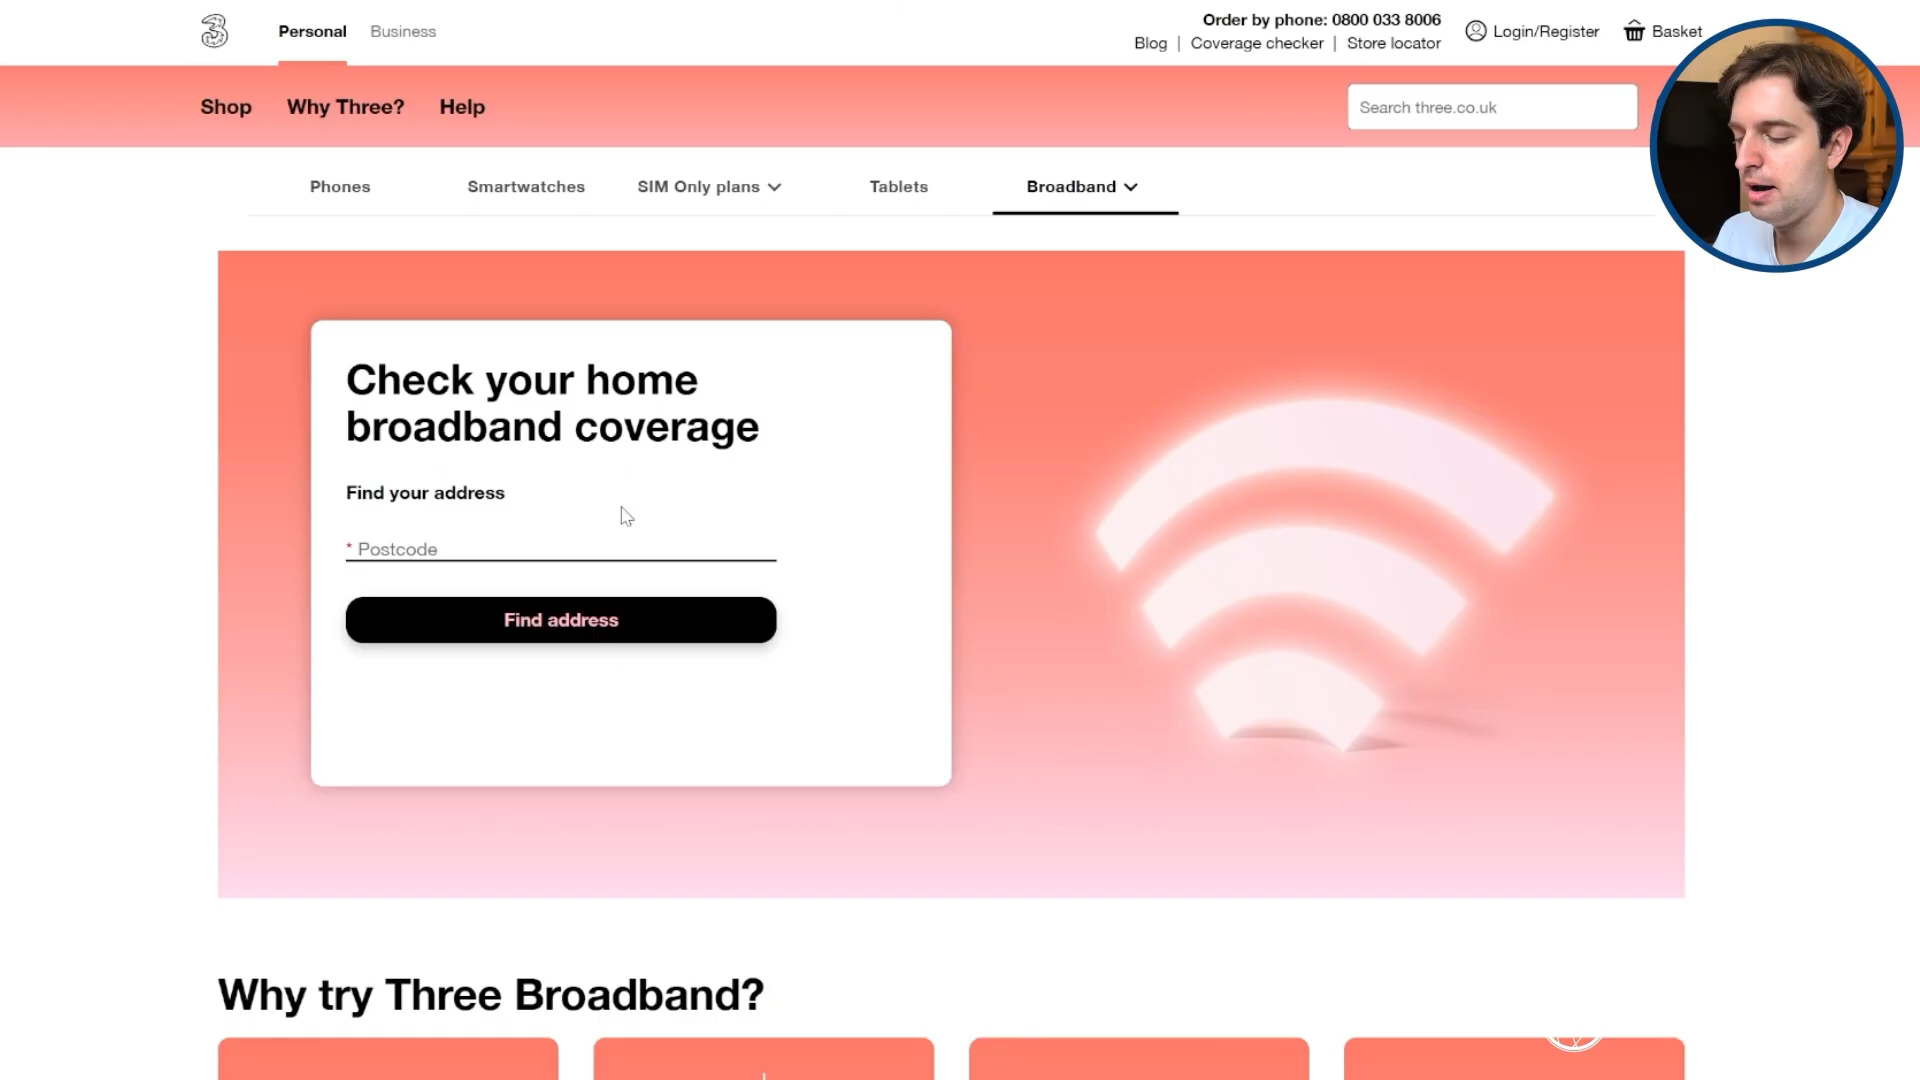 Personal
Business
Order by phone: 0800 033 8006
Blog | Coverage checker | Store locator
Login/Register
Basket
Shop
Why Three?
Help
Search three.co.uk
Phones
Smartwatches
SIM Only plans
Tablets
Broadband
Check your home
broadband coverage
Find your address
* Postcode
Find address
Why try Three Broadband?